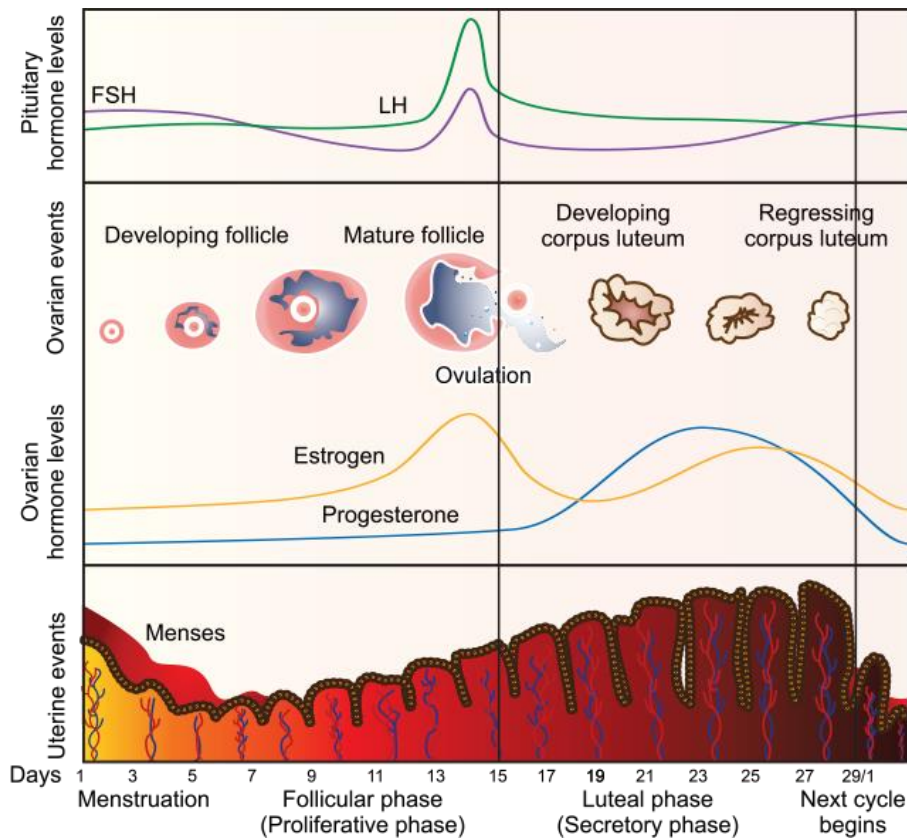 Pituitary
hormone levels
FSH
LH
Ovarian events
Developing follicle
Mature follicle
Developing
corpus luteum
Regressing
corpus luteum
Ovulation
Ovarian
hormone levels
Estrogen
Progesterone
Uterine events
Menses
Days 1 3 5 7 9 11 13 15 17 19 21 23 25 27 29/1
Menstruation
Follicular phase
(Proliferative phase)
Luteal phase
(Secretory phase)
Next cycle
begins